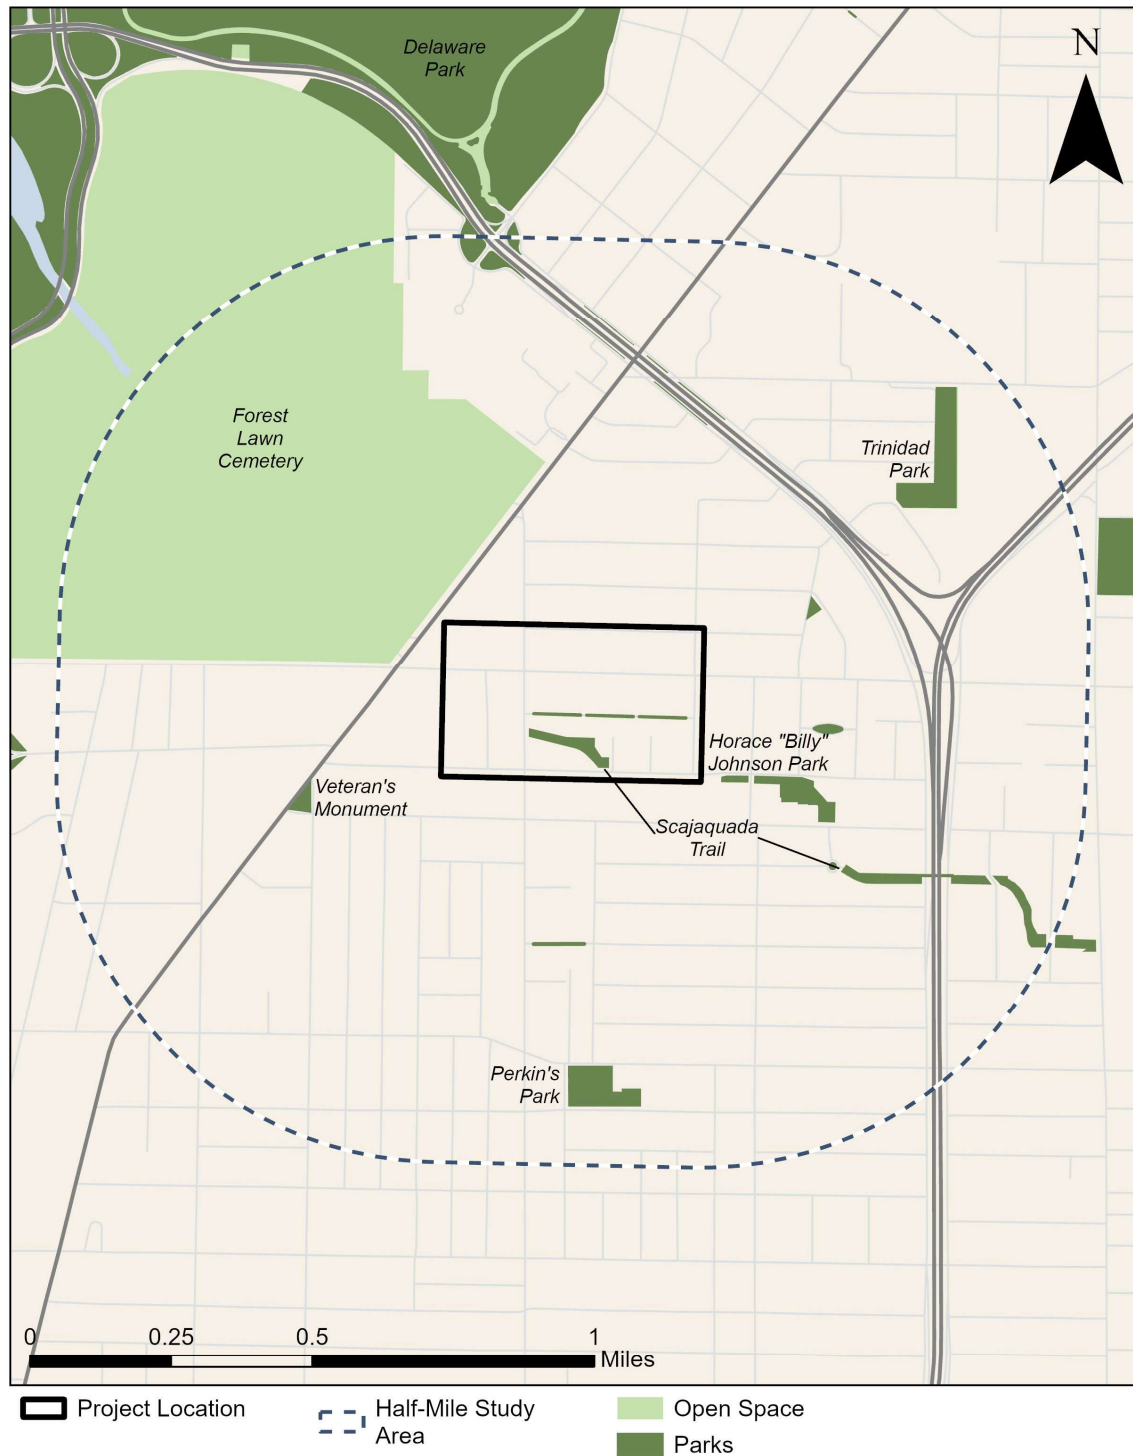 Delaware
Park
N
Forest
Lawn
Cemetery
Trinidad
Park
Horace "Billy"
Johnson Park
Veteran's
Monument
Scajaquada
Trail
Perkin's
Park
0 0.25 0.5 1
Miles
Project Location
Half-Mile Study
Area
Open Space
Parks